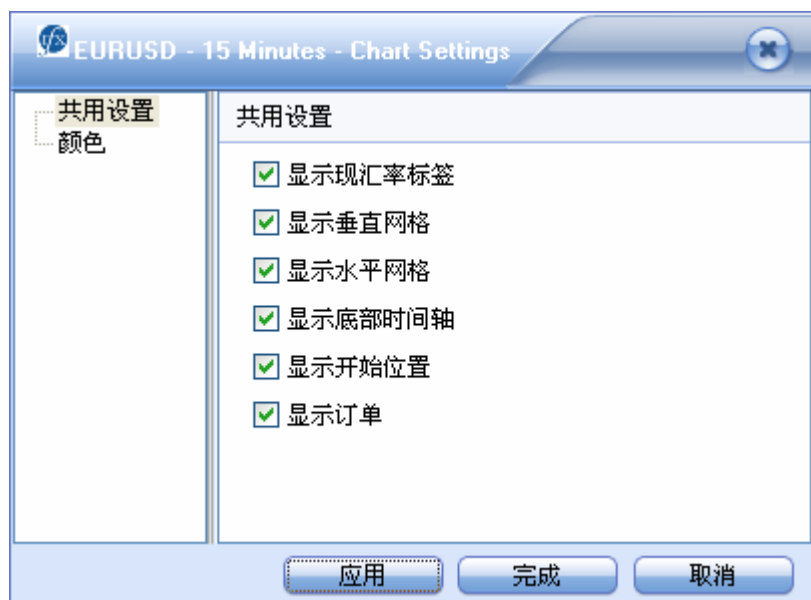 EURUSD - 15 Minutes - Chart Settings
共用设置
颜色
共用设置
显示现汇率标签
显示垂直网格
显示水平网格
显示底部时间轴
显示开始位置
显示订单
应用
完成
取消